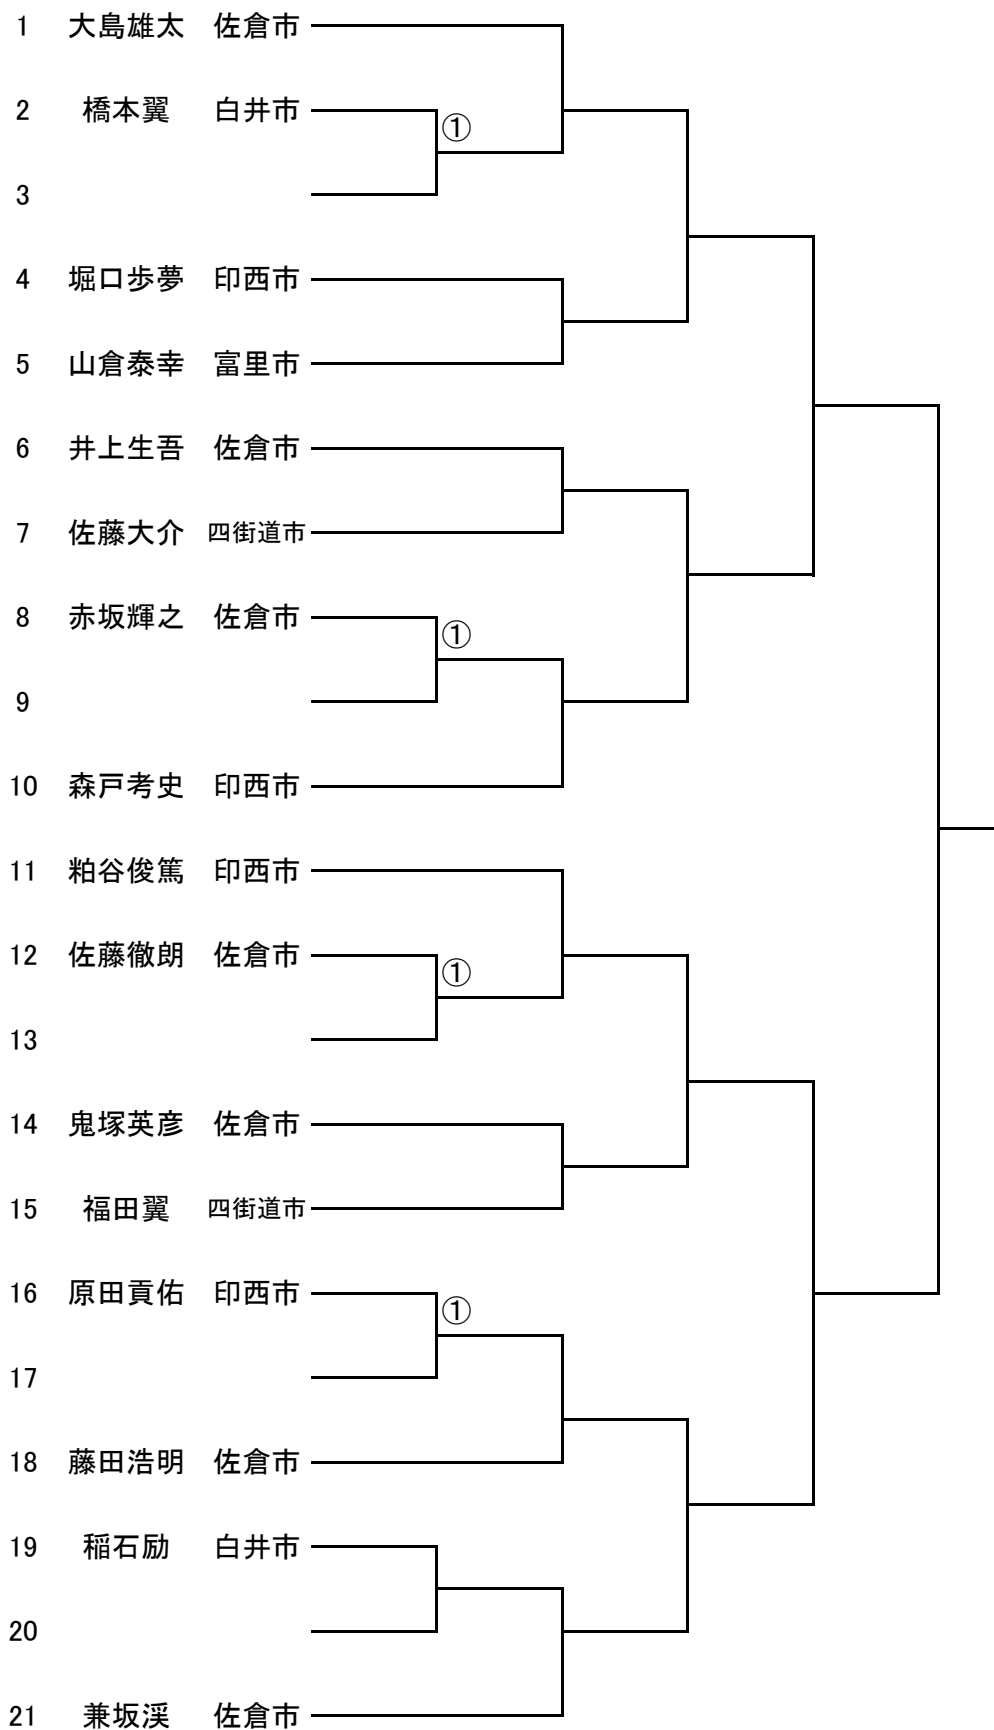 1 大島雄太 佐倉市
2 橋本翼 白井市
①
3
4 堀口歩夢 印西市
5 山倉泰幸 富里市
6 井上生吾 佐倉市
7 佐藤大介 四街道市
8 赤坂輝之 佐倉市
①
9
10 森戸考史 印西市
11 粕谷俊篤 印西市
12 佐藤徹朗 佐倉市
①
13
14 鬼塚英彦 佐倉市
15 福田翼 四街道市
16 原田貢佑 印西市
①
17
18 藤田浩明 佐倉市
19 稲石励 白井市
20
21 兼坂渓 佐倉市